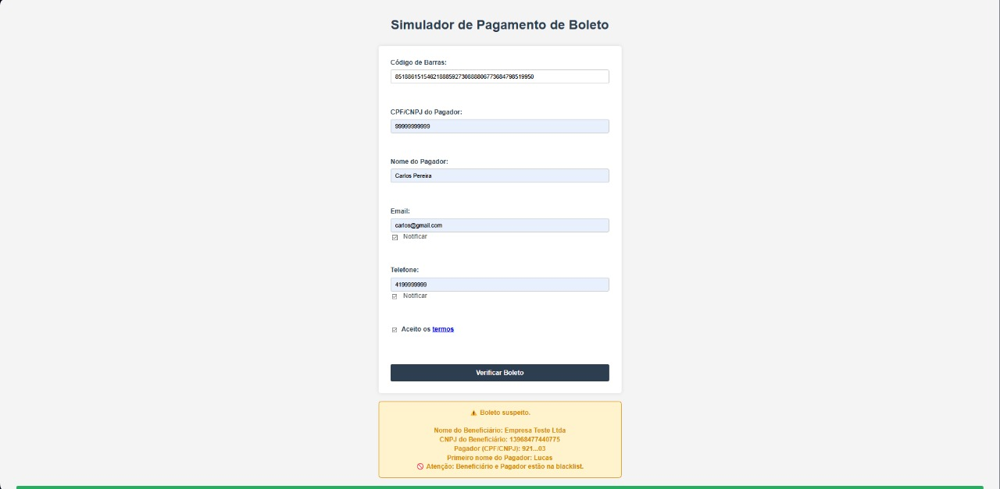 Simulador de Pagamento de Boleto
Código de Barras:
85188615154621888592730888806773684798519950
CPF/CNPJ do Pagador:
99999999999
Nome do Pagador:
Carlos Pereira
Email:
carlos@gmail.com
Notificar
Telefone:
4199999999
Notificar
Aceito os termos
Verificar Boleto
⚠ Boleto suspeito.
Nome do Beneficiário: Empresa Teste Ltda
CNPJ do Beneficiário: 13968477440775
Pagador (CPF/CNPJ): 921...03
Primeiro nome do Pagador: Lucas
🚫 Atenção: Beneficiário e Pagador estão na blacklist.